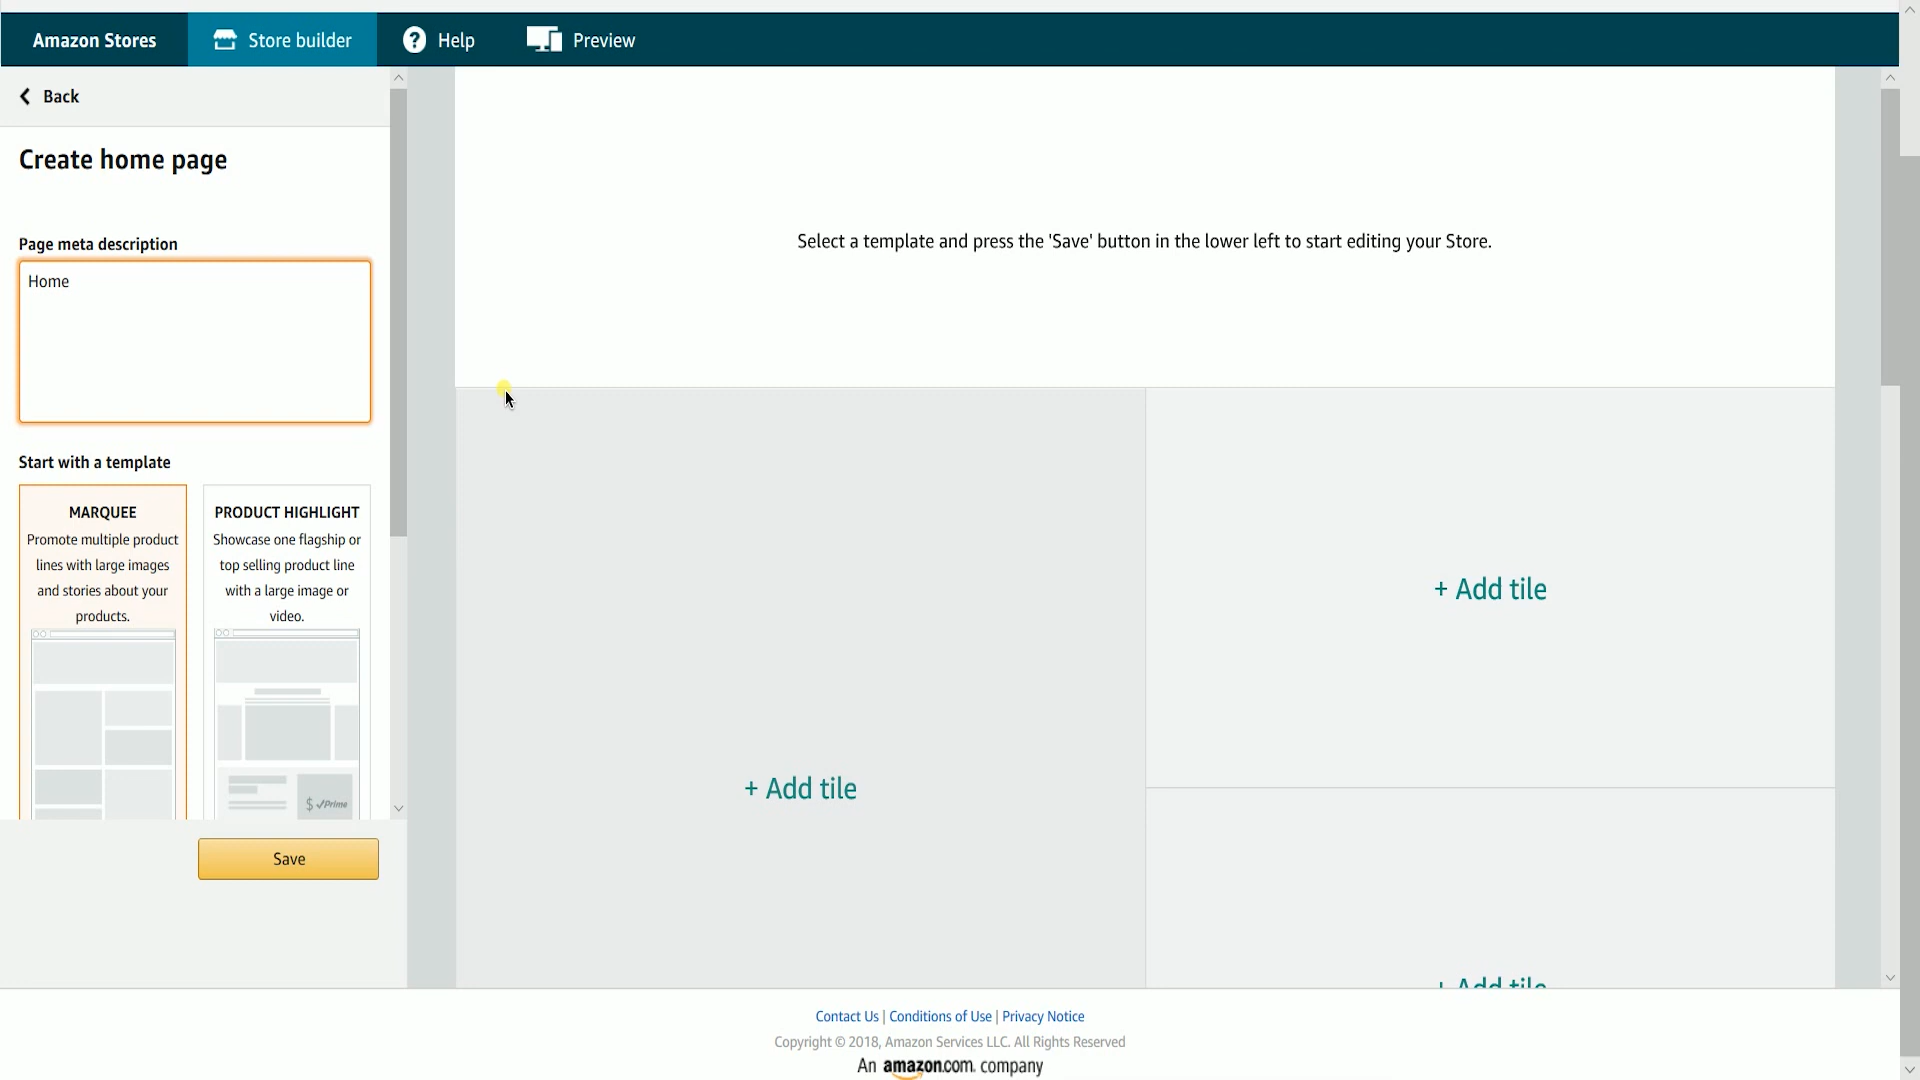 Amazon Stores
Store builder
Help
Preview
Back
Create home page
Page meta description
Home
Start with a template
MARQUEE
Promote multiple product
lines with large images
and stories about your
products.
PRODUCT HIGHLIGHT
Showcase one flagship or
top selling product line
with a large image or
video.
$ ✓Prime
Save
Select a template and press the 'Save' button in the lower left to start editing your Store.
+ Add tile
+ Add tile
+ Add tile
Contact Us | Conditions of Use | Privacy Notice
Copyright © 2018, Amazon Services LLC. All Rights Reserved
An amazon.com. company